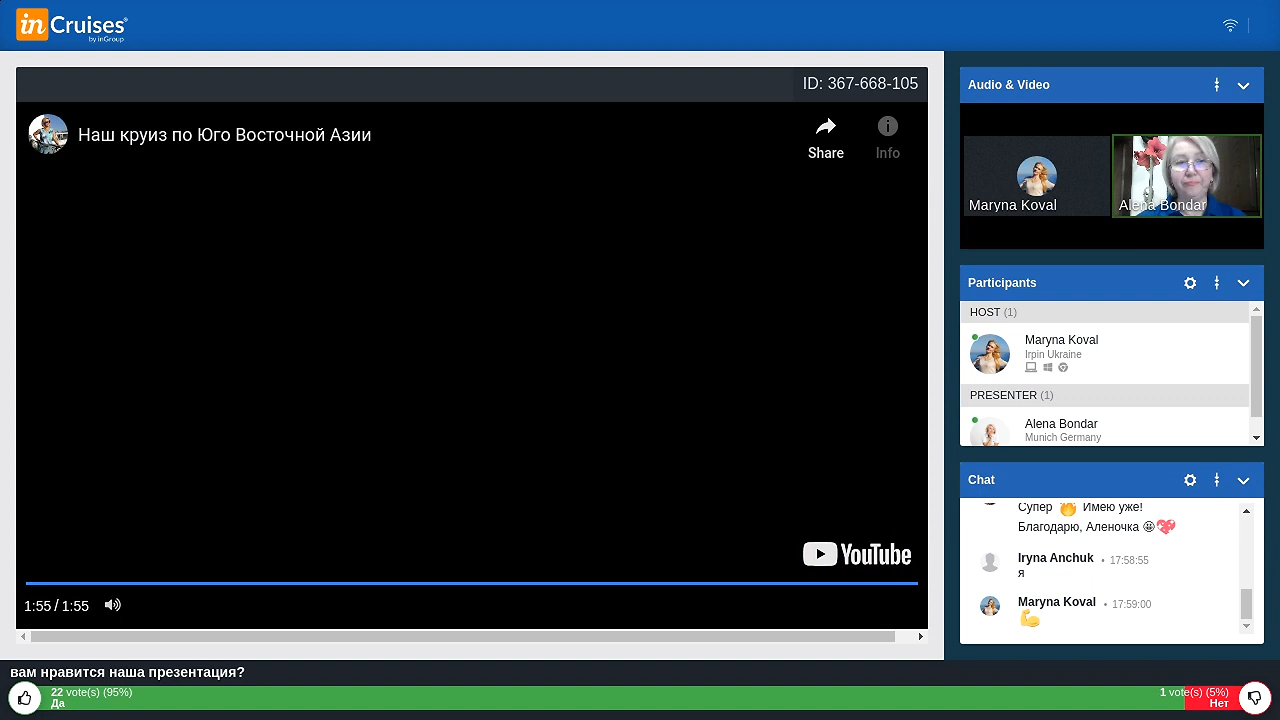 inCruises®
by inGroup
ID: 367-668-105
Наш круиз по Юго Восточной Азии
Share
Info
YouTube
1:55 / 1:55
Audio & Video
Maryna Koval
Alena Bondar
Participants
HOST (1)
Maryna Koval
Irpin Ukraine
PRESENTER (1)
Alena Bondar
Munich Germany
Chat
Супер 🔥 Имею уже!
Благодарю, Аленочка 🤩💖
Iryna Anchuk • 17:58:55
я
Maryna Koval • 17:59:00
💪
вам нравится наша презентация?
22 vote(s) (95%)
Да
1 vote(s) (5%)
Нет